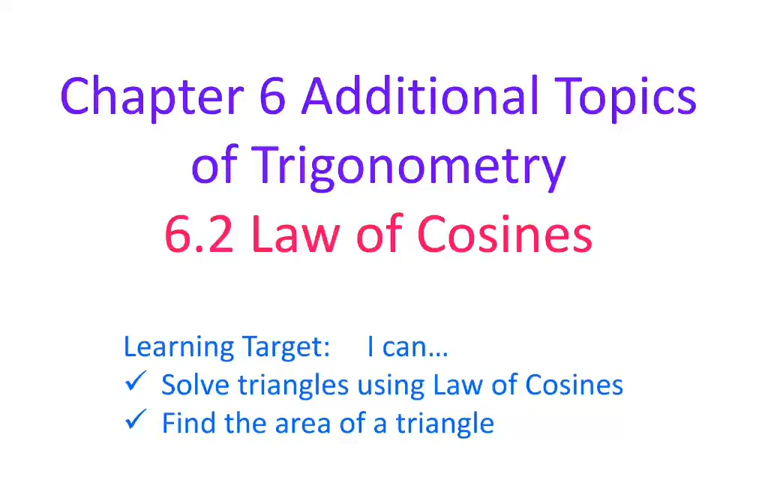 Chapter 6 Additional Topics
of Trigonometry
6.2 Law of Cosines
Learning Target: I can…
✓ Solve triangles using Law of Cosines
✓ Find the area of a triangle